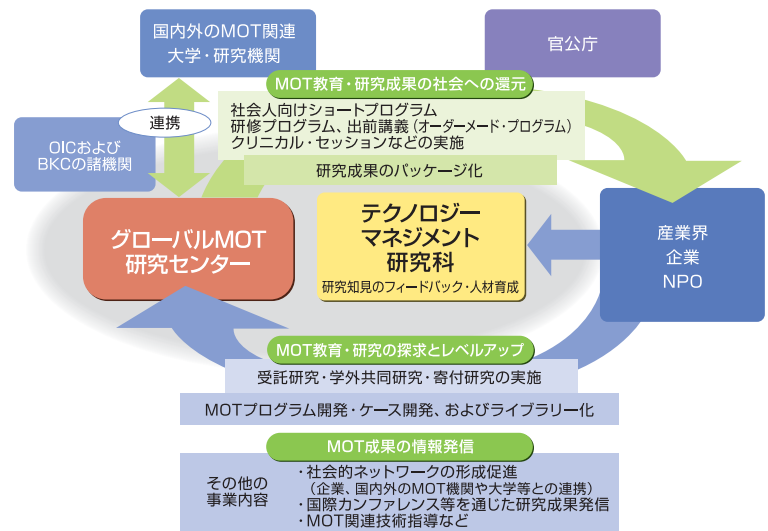 国内外のMOT関連
大学・研究機関
官公庁
MOT教育・研究成果の社会への還元
社会人向けショートプログラム
研修プログラム、出前講義（オーダーメード・プログラム）
クリニカル・セッションなどの実施
連携
OICおよび
BKCの諸機関
研究成果のパッケージ化
グローバルMOT
研究センター
テクノロジー
マネジメント
研究科
研究知見のフィードバック・人材育成
産業界
企業
NPO
MOT教育・研究の探求とレベルアップ
受託研究・学外共同研究・寄付研究の実施
MOTプログラム開発・ケース開発、およびライブラリー化
MOT成果の情報発信
その他の
事業内容
・社会的ネットワークの形成促進
（企業、国内外のMOT機関や大学等との連携）
・国際カンファレンス等を通じた研究成果発信
・MOT関連技術指導など